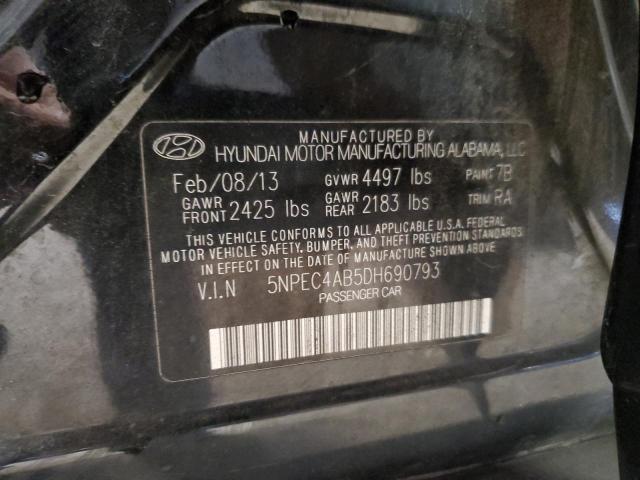 MANUFACTURED BY
HYUNDAI MOTOR MANUFACTURING ALABAMA, LLC
Feb/08/13 GVWR 4497 lbs PAINT 7B
GAWR FRONT 2425 lbs GAWR REAR 2183 lbs TRIM RA
THIS VEHICLE CONFORMS TO ALL APPLICABLE U.S.A. FEDERAL
MOTOR VEHICLE SAFETY, BUMPER, AND THEFT PREVENTION STANDARDS
IN EFFECT ON THE DATE OF MANUFACTURE SHOWN ABOVE.
V.I.N 5NPEC4AB5DH690793
PASSENGER CAR